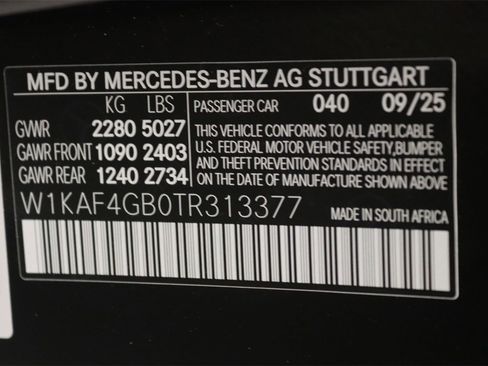 MFD BY MERCEDES-BENZ AG STUTTGART
KG LBS PASSENGER CAR 040 09/25
GVWR 2280 5027 THIS VEHICLE CONFORMS TO ALL APPLICABLE
GAWR FRONT 1090 2403 U.S. FEDERAL MOTOR VEHICLE SAFETY, BUMPER
GAWR REAR 1240 2734 AND THEFT PREVENTION STANDARDS IN EFFECT
ON THE DATE OF MANUFACTURE SHOWN ABOVE.
W1KAF4GB0TR313377 MADE IN SOUTH AFRICA